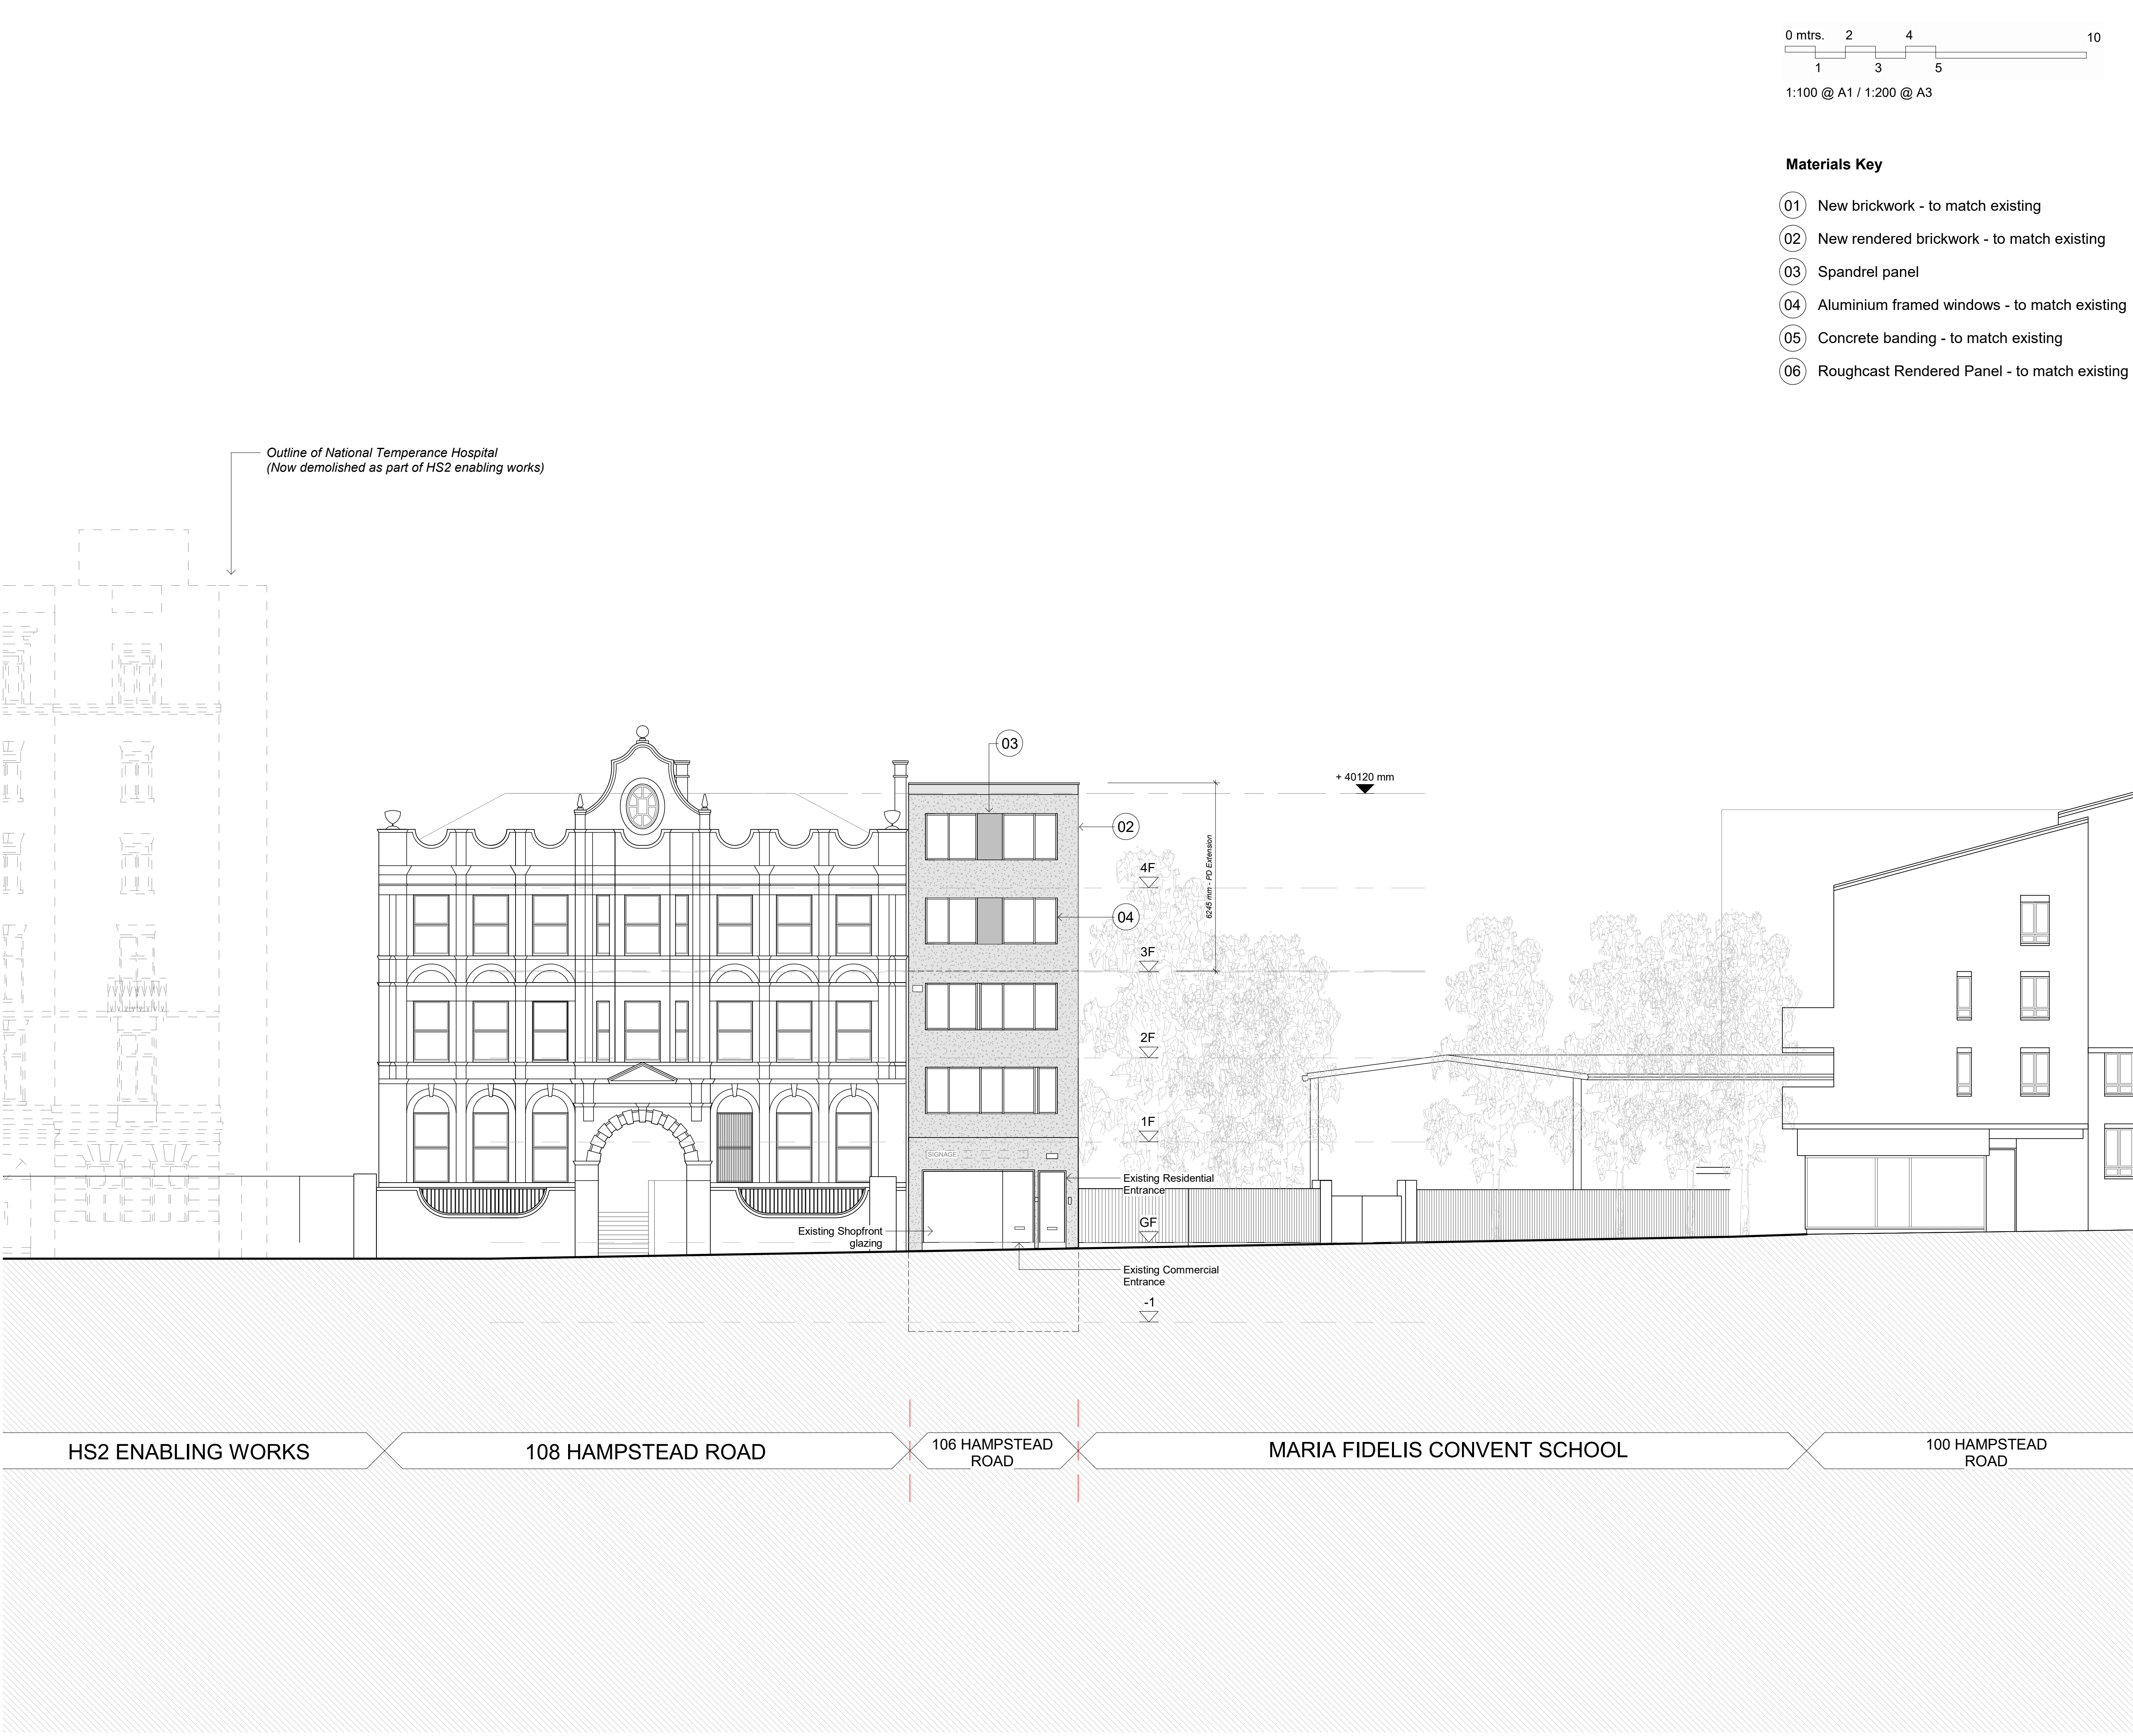 0 mtrs. 2 4 10
1 3 5
1:100 @ A1 / 1:200 @ A3
Materials Key
01 New brickwork - to match existing
02 New rendered brickwork - to match existing
03 Spandrel panel
04 Aluminium framed windows - to match existing
05 Concrete banding - to match existing
06 Roughcast Rendered Panel - to match existing
Outline of National Temperance Hospital
(Now demolished as part of HS2 enabling works)
03
+ 40120 mm
02
6245 mm - PD Extension
4F
04
3F
2F
1F
SIGNAGE
Existing Residential
Entrance
GF
Existing Shopfront
glazing
Existing Commercial
Entrance
-1
HS2 ENABLING WORKS
108 HAMPSTEAD ROAD
106 HAMPSTEAD
ROAD
MARIA FIDELIS CONVENT SCHOOL
100 HAMPSTEAD
ROAD